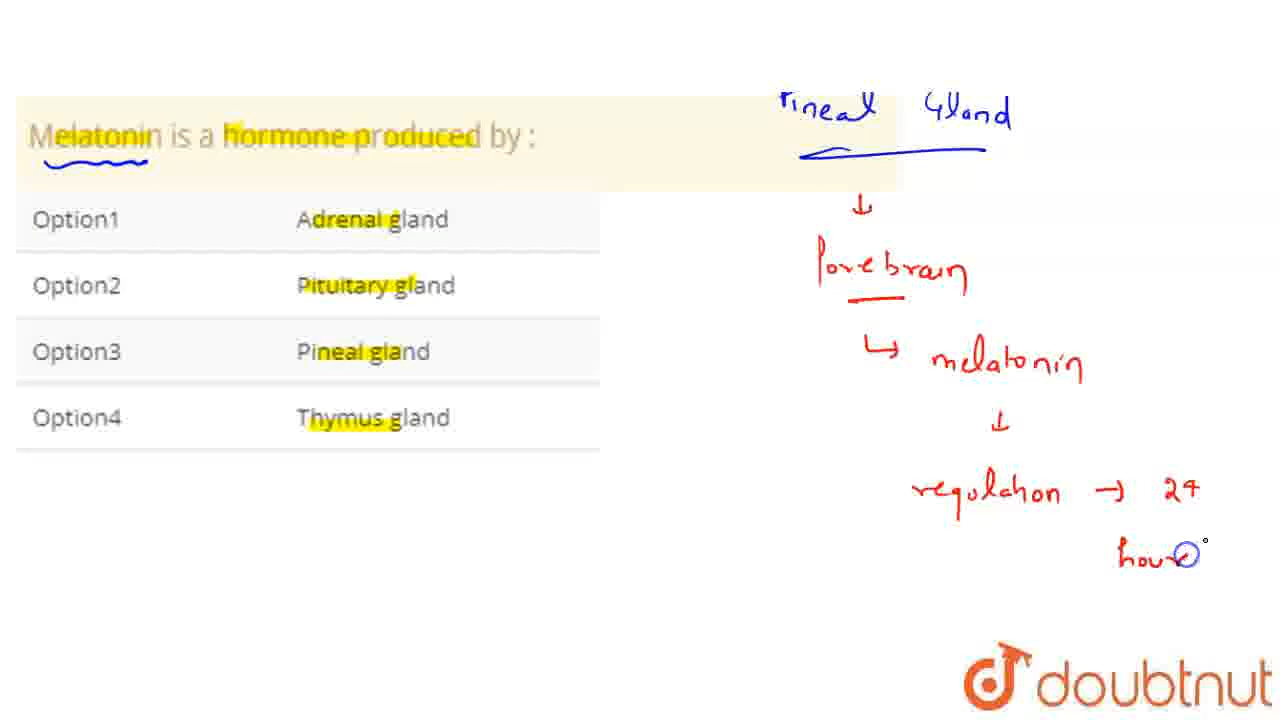 Pineal Gland
Melatonin is a hormone produced by :
Option1 Adrenal gland
Option2 Pituitary gland
Option3 Pineal gland
Option4 Thymus gland
↓
forebrain
↳ melatonin
↓
regulation → 24
hour
doubtnut